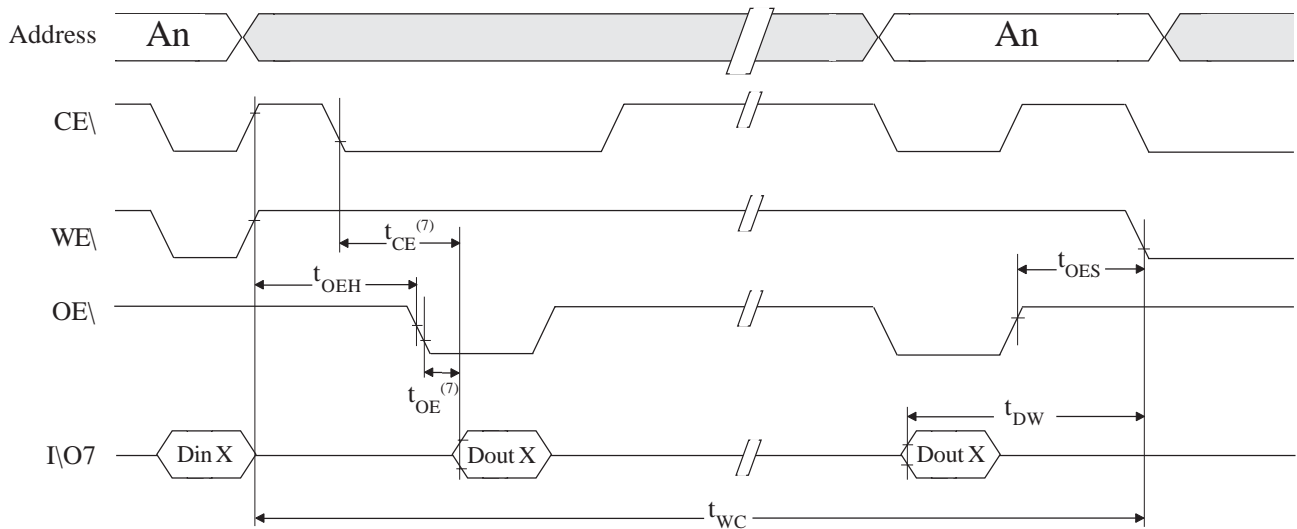 Address An An
CE\
WE\
t_CE (7)
t_OEH
t_OES
OE\
t_OE (7)
t_DW
I\O7 Din X Dout X Dout X
t_WC